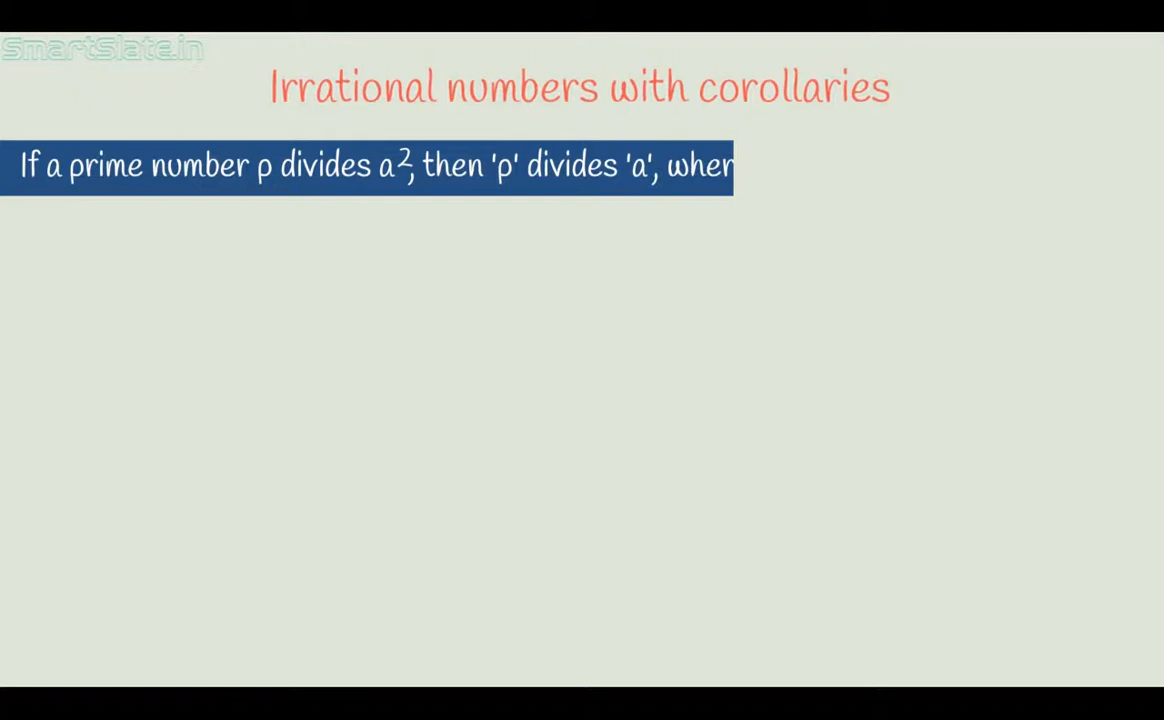 SmartSlate.in
Irrational numbers with corollaries
If a prime number p divides a², then 'p' divides 'a', wher